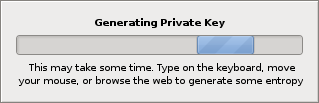 Generating Private Key
This may take some time. Type on the keyboard, move
your mouse, or browse the web to generate some entropy